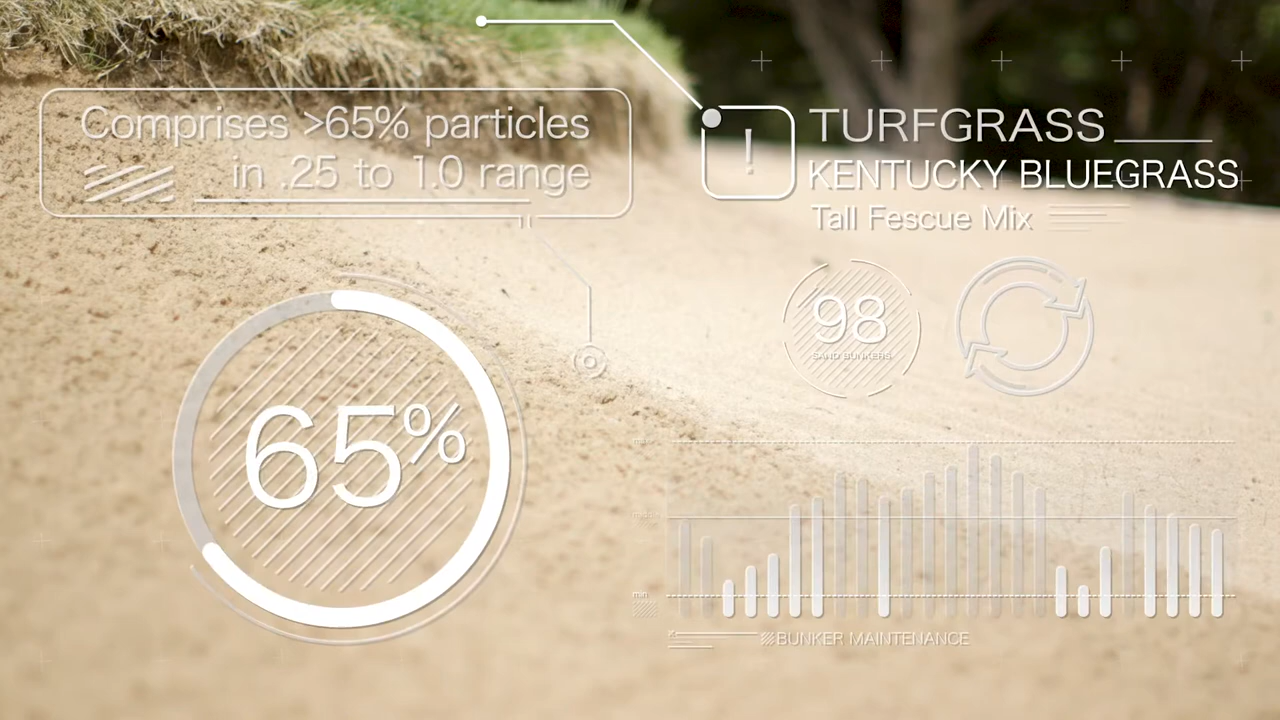 Comprises >65% particles
in .25 to 1.0 range
!
TURFGRASS
KENTUCKY BLUEGRASS
Tall Fescue Mix
98
SAND BUNKERS
65%
min
BUNKER MAINTENANCE